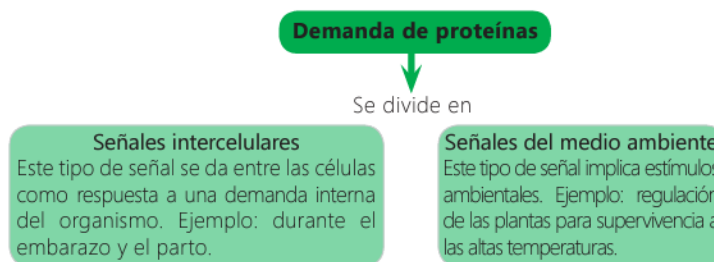 Demanda de proteínas
Se divide en
Señales intercelulares
Este tipo de señal se da entre las células
como respuesta a una demanda interna
del organismo. Ejemplo: durante el
embarazo y el parto.
Señales del medio ambiente
Este tipo de señal implica estímulos
ambientales. Ejemplo: regulación
de las plantas para supervivencia a
las altas temperaturas.